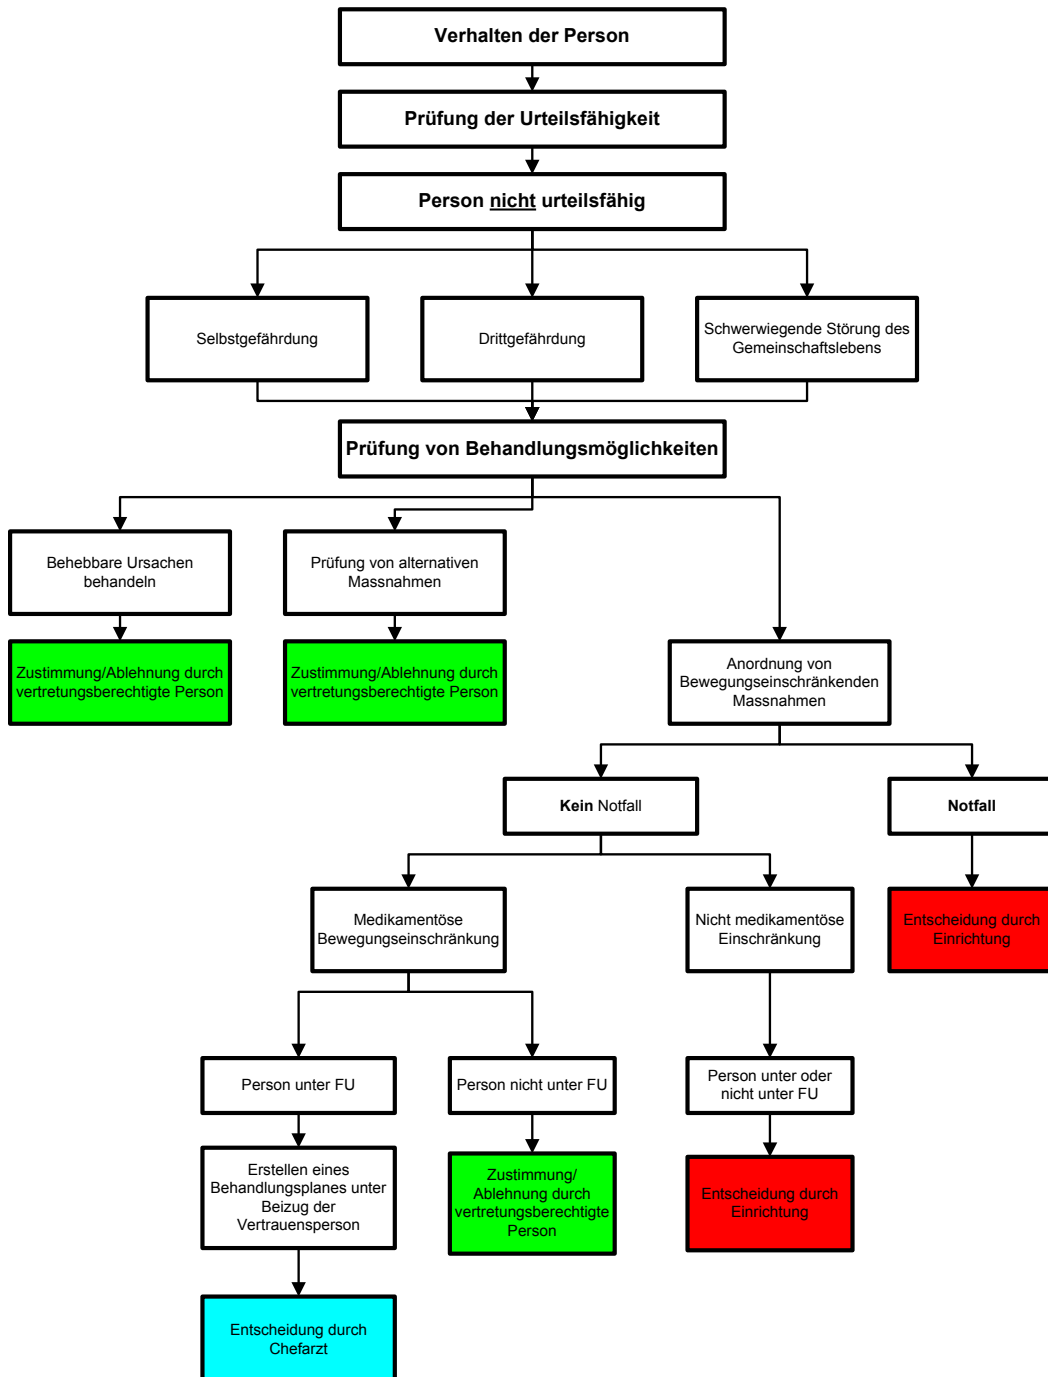 Verhalten der Person
Prüfung der Urteilsfähigkeit
Person nicht urteilsfähig
Selbstgefährdung
Drittgefährdung
Schwerwiegende Störung des
Gemeinschaftslebens
Prüfung von Behandlungsmöglichkeiten
Behebbare Ursachen
behandeln
Prüfung von alternativen
Massnahmen
Zustimmung/Ablehnung durch
vertretungsberechtigte Person
Zustimmung/Ablehnung durch
vertretungsberechtigte Person
Anordnung von
Bewegungseinschränkenden
Massnahmen
Kein Notfall
Notfall
Medikamentöse
Bewegungseinschränkung
Nicht medikamentöse
Einschränkung
Entscheidung durch
Einrichtung
Person unter FU
Person nicht unter FU
Person unter oder
nicht unter FU
Erstellen eines
Behandlungsplanes unter
Beizug der
Vertrauensperson
Zustimmung/
Ablehnung durch
vertretungsberechtigte
Person
Entscheidung durch
Einrichtung
Entscheidung durch
Chefarzt